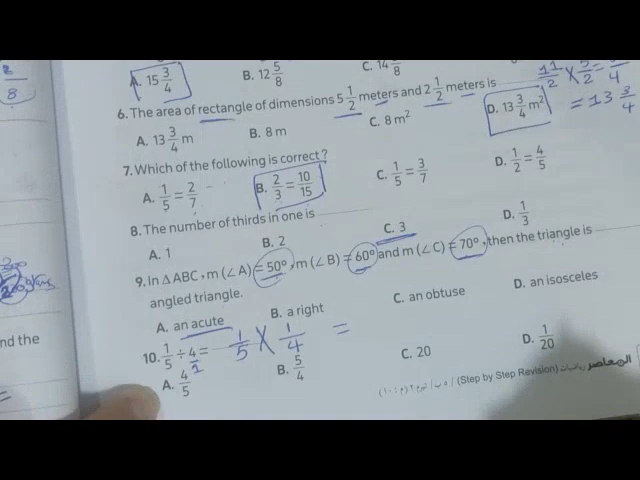 8
A. 15 3/4
B. 12 5/8
C. 14 /8
11/2 × 5/2 = /4
= 13 3/4
6. The area of rectangle of dimensions 5 1/2 meters and 2 1/2 meters is
A. 13 3/4 m
B. 8 m
C. 8 m²
D. 13 3/4 m²
7. Which of the following is correct ?
A. 1/5 = 2/7
B. 2/3 = 10/15
C. 1/5 = 3/7
D. 1/2 = 4/5
8. The number of thirds in one is
A. 1
B. 2
C. 3
D. 1/3
9. In △ ABC , m (∠ A) = 50° , m (∠ B) = 60° and m (∠ C) = 70° , then the triangle is
angled triangle.
A. an acute
B. a right
C. an obtuse
D. an isosceles
10. 1/5 ÷ 4/1 = 1/5 × 1/4 =
A. 4/5
B. 5/4
C. 20
D. 1/20
nd the
=
المعاصر رياضيات (Step by Step Revision)